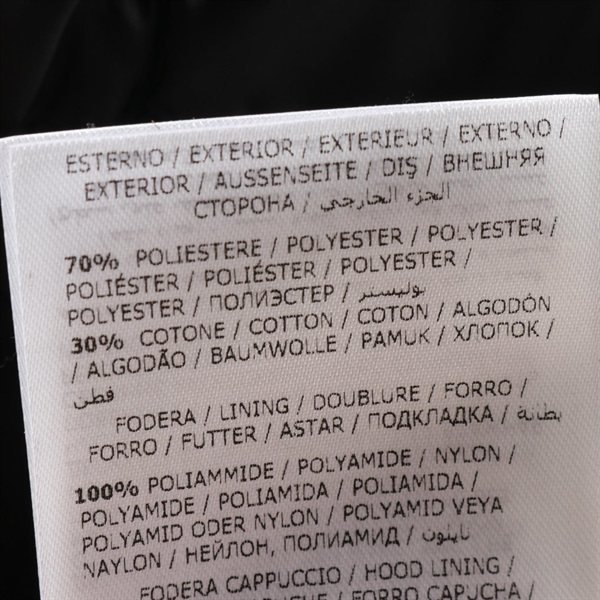 ESTERNO / EXTERIOR / EXTERIEUR / EXTERNO /
EXTERIOR / AUSSENSEITE / DIŞ / ВНЕШНЯЯ
СТОРОНА / الجزء الخارجي
70% POLIESTERE / POLYESTER / POLYESTER /
POLIÉSTER / POLIÉSTER / POLYESTER /
POLYESTER / ПОЛИЭСТЕР / بوليستر
30% COTONE / COTTON / COTON / ALGODÓN
/ ALGODÃO / BAUMWOLLE / PAMUK / ХЛОПОК /
قطن
FODERA / LINING / DOUBLURE / FORRO /
FORRO / FUTTER / ASTAR / ПОДКЛАДКА / بطانة
100% POLIAMMIDE / POLYAMIDE / NYLON /
POLYAMIDE / POLIAMIDA / POLIAMIDA /
POLYAMID ODER NYLON / POLYAMID VEYA
NAYLON / НЕЙЛОН, ПОЛИАМИД / نايلون
FODERA CAPPUCCIO / HOOD LINING /
/ FORRO CAPUCHA /